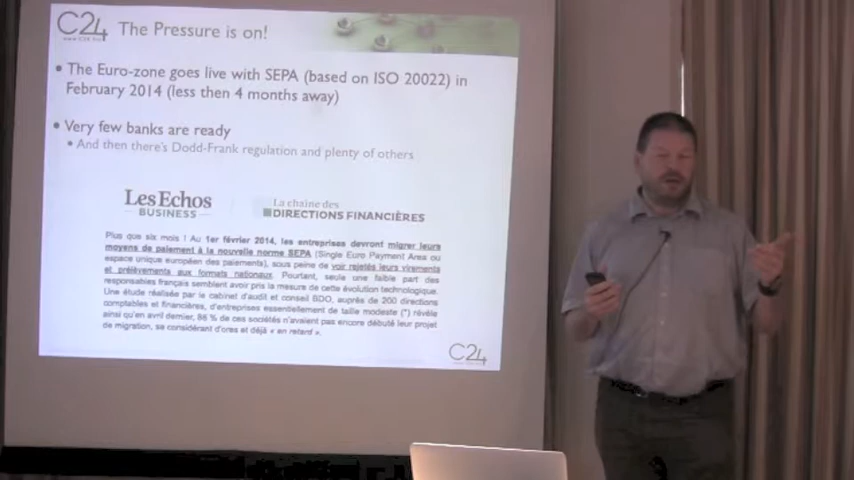 C24
The Pressure is on!
• The Euro-zone goes live with SEPA (based on ISO 20022) in
February 2014 (less then 4 months away)
• Very few banks are ready
• And then there's Dodd-Frank regulation and plenty of others
Les Echos
BUSINESS
La chaîne des
DIRECTIONS FINANCIÈRES
Plus que six mois ! Au 1er février 2014, les entreprises devront migrer leurs
moyens de paiement à la nouvelle norme SEPA (Single Euro Payment Area ou
espace unique européen des paiements), sous peine de voir rejetés leurs virements
et prélèvements aux formats nationaux. Pourtant, seule une faible part des
responsables français semblent avoir pris la mesure de cette évolution technologique.
Une étude réalisée par le cabinet d'audit et conseil BDO, auprès de 200 directions
comptables et financières, d'entreprises essentiellement de taille modeste (*) révèle
ainsi qu'en avril dernier, 86 % de ces sociétés n'avaient pas encore débuté leur projet
de migration, se considérant d'ores et déjà « en retard ».
C24